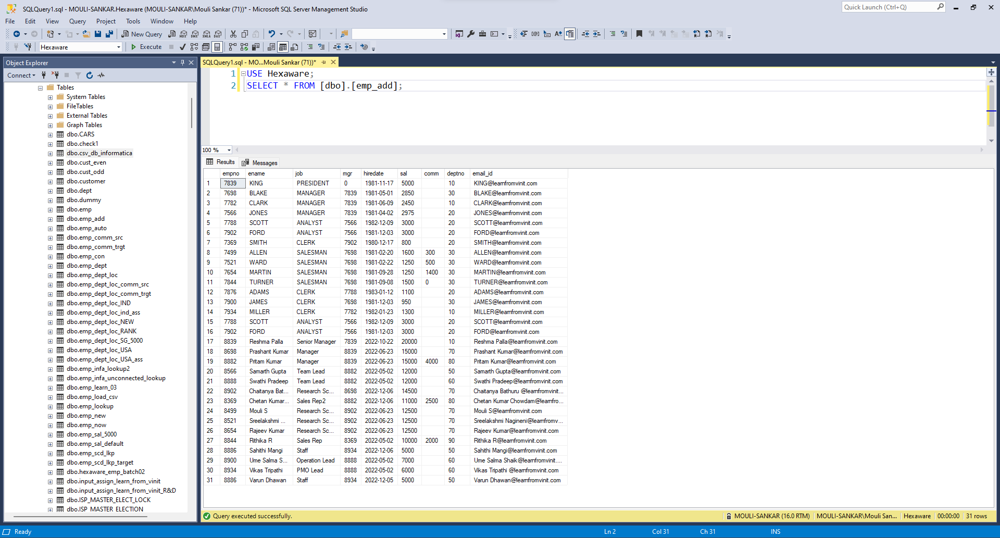 SQLQuery1.sql - MOULI-SANKAR.Hexaware (MOULI-SANKAR\Mouli Sankar (71))* - Microsoft SQL Server Management Studio
Quick Launch (Ctrl+Q)
File Edit View Query Project Tools Window Help
New Query
MDX DMX XMLA DAX
Hexaware Execute
Object Explorer
Connect
Tables
System Tables
FileTables
External Tables
Graph Tables
dbo.CARS
dbo.check1
dbo.csv_db_informatica
dbo.cust_even
dbo.cust_odd
dbo.customer
dbo.dept
dbo.dummy
dbo.emp
dbo.emp_add
dbo.emp_auto
dbo.emp_comm_src
dbo.emp_comm_trgt
dbo.emp_con
dbo.emp_dept
dbo.emp_dept_loc
dbo.emp_dept_loc_comm_src
dbo.emp_dept_loc_comm_trgt
dbo.emp_dept_loc_IND
dbo.emp_dept_loc_ind_ass
dbo.emp_dept_loc_NEW
dbo.emp_dept_loc_RANK
dbo.emp_dept_loc_SG_5000
dbo.emp_dept_loc_USA
dbo.emp_dept_loc_USA_ass
dbo.emp_infa_lookup2
dbo.emp_infa_unconnected_lookup
dbo.emp_learn_03
dbo.emp_load_csv
dbo.emp_lookup
dbo.emp_new
dbo.emp_now
dbo.emp_sal_5000
dbo.emp_sal_default
dbo.emp_scd_lkp
dbo.emp_scd_lkp_target
dbo.hexaware_emp_batch02
dbo.input_assign_learn_from_vinit
dbo.input_assign_learn_from_vinit_R&D
dbo.ISP_MASTER_ELECT_LOCK
dbo.ISP_MASTER_ELECTION
SQLQuery1.sql - MO...Mouli Sankar (71))*
1 USE Hexaware;
2 SELECT * FROM [dbo].[emp_add];
100 %
Results Messages
empno ename job mgr hiredate sal comm deptno email_id
1 7839 KING PRESIDENT 0 1981-11-17 5000 10 KING@learnfromvinit.com
2 7698 BLAKE MANAGER 7839 1981-05-01 2850 30 BLAKE@learnfromvinit.com
3 7782 CLARK MANAGER 7839 1981-06-09 2450 10 CLARK@learnfromvinit.com
4 7566 JONES MANAGER 7839 1981-04-02 2975 20 JONES@learnfromvinit.com
5 7788 SCOTT ANALYST 7566 1982-12-09 3000 20 SCOTT@learnfromvinit.com
6 7902 FORD ANALYST 7566 1981-12-03 3000 20 FORD@learnfromvinit.com
7 7369 SMITH CLERK 7902 1980-12-17 800 20 SMITH@learnfromvinit.com
8 7499 ALLEN SALESMAN 7698 1981-02-20 1600 300 30 ALLEN@learnfromvinit.com
9 7521 WARD SALESMAN 7698 1981-02-22 1250 500 30 WARD@learnfromvinit.com
10 7654 MARTIN SALESMAN 7698 1981-09-28 1250 1400 30 MARTIN@learnfromvinit.com
11 7844 TURNER SALESMAN 7698 1981-09-08 1500 0 30 TURNER@learnfromvinit.com
12 7876 ADAMS CLERK 7788 1983-01-12 1100 20 ADAMS@learnfromvinit.com
13 7900 JAMES CLERK 7698 1981-12-03 950 30 JAMES@learnfromvinit.com
14 7934 MILLER CLERK 7782 1982-01-23 1300 10 MILLER@learnfromvinit.com
15 7788 SCOTT ANALYST 7566 1982-12-09 3000 20 SCOTT@learnfromvinit.com
16 7902 FORD ANALYST 7566 1981-12-03 3000 20 FORD@learnfromvinit.com
17 8839 Reshma Palla Senior Manager 7839 2022-10-22 20000 10 Reshma Palla@learnfromvinit.com
18 8698 Prashant Kumar Manager 8839 2022-06-23 15000 70 Prashant Kumar@learnfromvinit.com
19 8882 Pritam Kumar Manager 8839 2022-06-23 15000 4000 80 Pritam Kumar@learnfromvinit.com
20 8566 Samarth Gupta Team Lead 8882 2022-05-02 12000 50 Samarth Gupta@learnfromvinit.com
21 8888 Swathi Pradeep Team Lead 8882 2022-05-02 12000 60 Swathi Pradeep@learnfromvinit.com
22 8902 Chaitanya Bat... Research Sc... 8698 2022-12-06 14500 70 Chaitanya Bathuru @learnfromvinit...
23 8369 Chetan Kumar... Sales Rep2 8882 2022-12-06 11000 2500 80 Chetan Kumar Chowdam@learnfro...
24 8499 Mouli S Research Sc... 8902 2022-06-23 12500 70 Mouli S@learnfromvinit.com
25 8521 Sreelakshmi ... Research Sc... 8902 2022-06-23 12500 70 Sreelakshmi Nagineni@learnfromv...
26 8654 Rajeev Kumar Research Sc... 8902 2022-06-23 12500 70 Rajeev Kumar@learnfromvinit.com
27 8844 Rithika R Sales Rep 8369 2022-05-02 10000 2000 90 Rithika R@learnfromvinit.com
28 8886 Sahithi Mangi Staff 8934 2022-12-06 5000 50 Sahithi Mangi@learnfromvinit.com
29 8900 Ume Salma S... Operation Lead 8888 2022-05-02 7000 60 Ume Salma Shaik@learnfromvinit....
30 8934 Vikas Tripathi PMO Lead 8888 2022-05-02 6000 60 Vikas Tripathi @learnfromvinit.com
31 8886 Varun Dhawan Staff 8934 2022-12-05 5000 50 Varun Dhawan@learnfromvinit.com
Query executed successfully. MOULI-SANKAR (16.0 RTM) MOULI-SANKAR\Mouli San... Hexaware 00:00:00 31 rows
Ready Ln 2 Col 31 Ch 31 INS